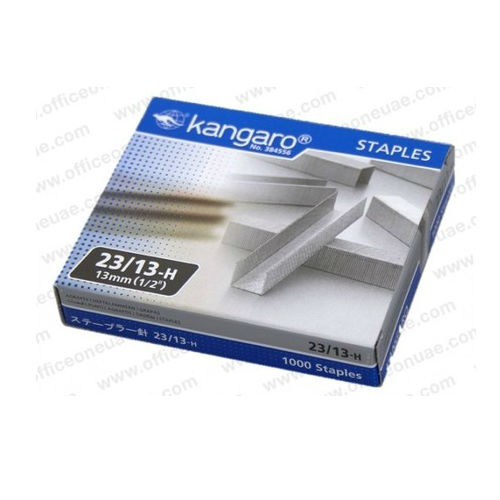 kangaro®
No. 384556
STAPLES
23/13-H
13mm (1/2")
ステープラー針 23/13-H
23/13-H
1000 Staples
www.officeoneuae.com